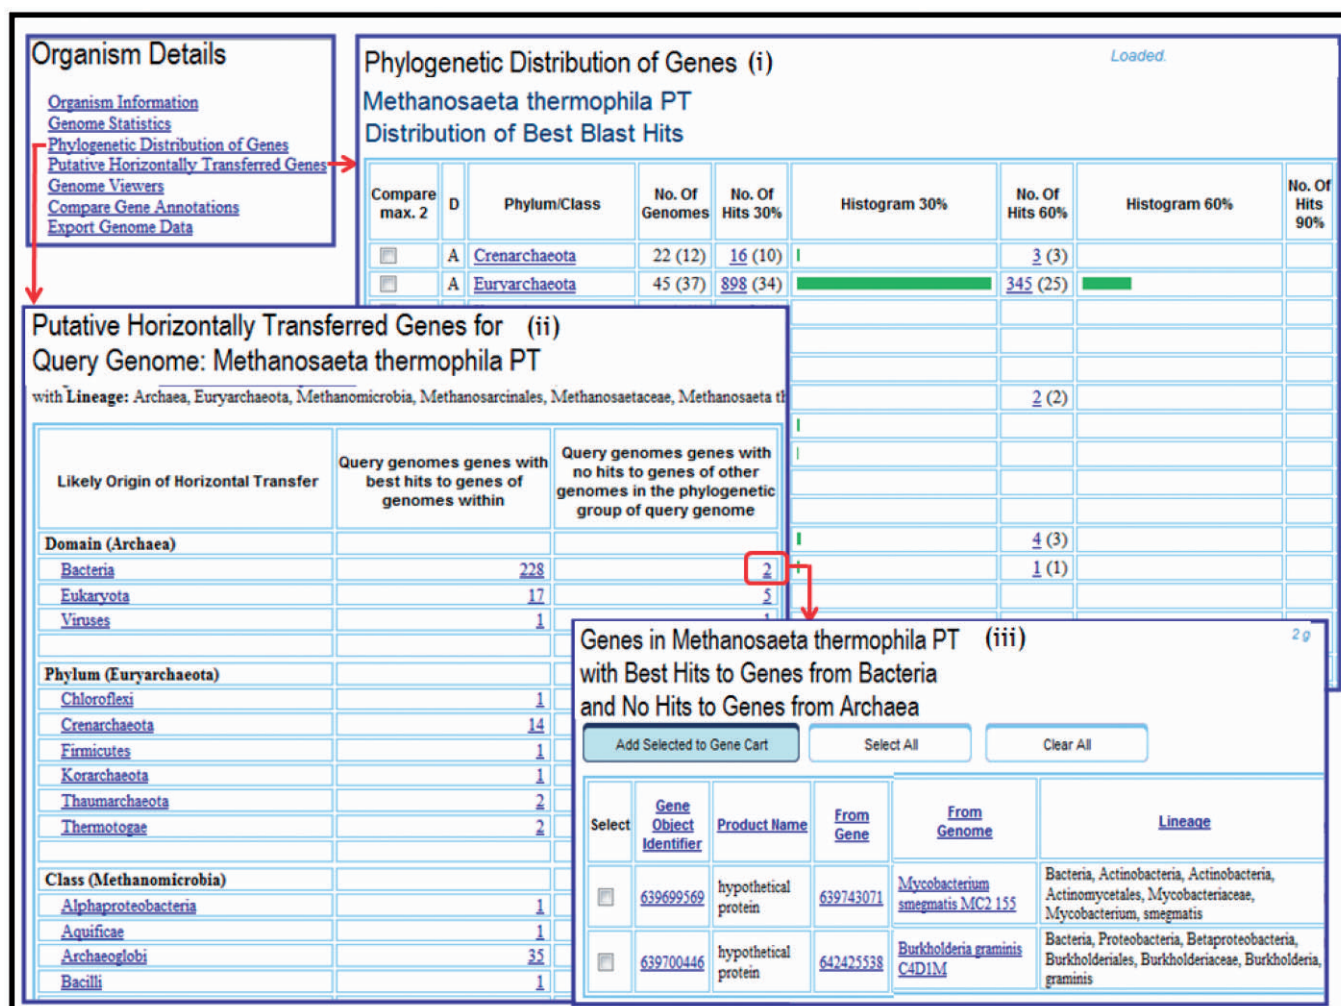 Organism Details
Organism Information
Genome Statistics
Phylogenetic Distribution of Genes
Putative Horizontally Transferred Genes
Genome Viewers
Compare Gene Annotations
Export Genome Data
Phylogenetic Distribution of Genes (i)
Loaded.
Methanosaeta thermophila PT
Distribution of Best Blast Hits
Compare max. 2 D Phylum/Class No. Of Genomes No. Of Hits 30% Histogram 30% No. Of Hits 60% Histogram 60% No. Of Hits 90%
A Crenarchaeota 22 (12) 16 (10) 3 (3)
A Euryarchaeota 45 (37) 898 (34) 345 (25)
2 (2)
4 (3)
1 (1)
Putative Horizontally Transferred Genes for (ii)
Query Genome: Methanosaeta thermophila PT
with Lineage: Archaea, Euryarchaeota, Methanomicrobia, Methanosarcinales, Methanosaetaceae, Methanosaeta th
Likely Origin of Horizontal Transfer
Query genomes genes with
best hits to genes of
genomes within
Query genomes genes with
no hits to genes of other
genomes in the phylogenetic
group of query genome
Domain (Archaea)
Bacteria 228 2
Eukaryota 17 5
Viruses 1 1
Phylum (Euryarchaeota)
Chloroflexi 1
Crenarchaeota 14
Firmicutes 1
Korarchaeota 1
Thaumarchaeota 2
Thermotogae 2
Class (Methanomicrobia)
Alphaproteobacteria 1
Aquificae 1
Archaeoglobi 35
Bacilli 1
Genes in Methanosaeta thermophila PT (iii)
2 g
with Best Hits to Genes from Bacteria
and No Hits to Genes from Archaea
Add Selected to Gene Cart Select All Clear All
Select Gene Object Identifier Product Name From Gene From Genome Lineage
639699569 hypothetical protein 639743071 Mycobacterium smegmatis MC2 155
Bacteria, Actinobacteria, Actinobacteria,
Actinomycetales, Mycobacteriaceae,
Mycobacterium, smegmatis
639700446 hypothetical protein 642425538 Burkholderia graminis C4D1M
Bacteria, Proteobacteria, Betaproteobacteria,
Burkholderiales, Burkholderiaceae, Burkholderia,
graminis